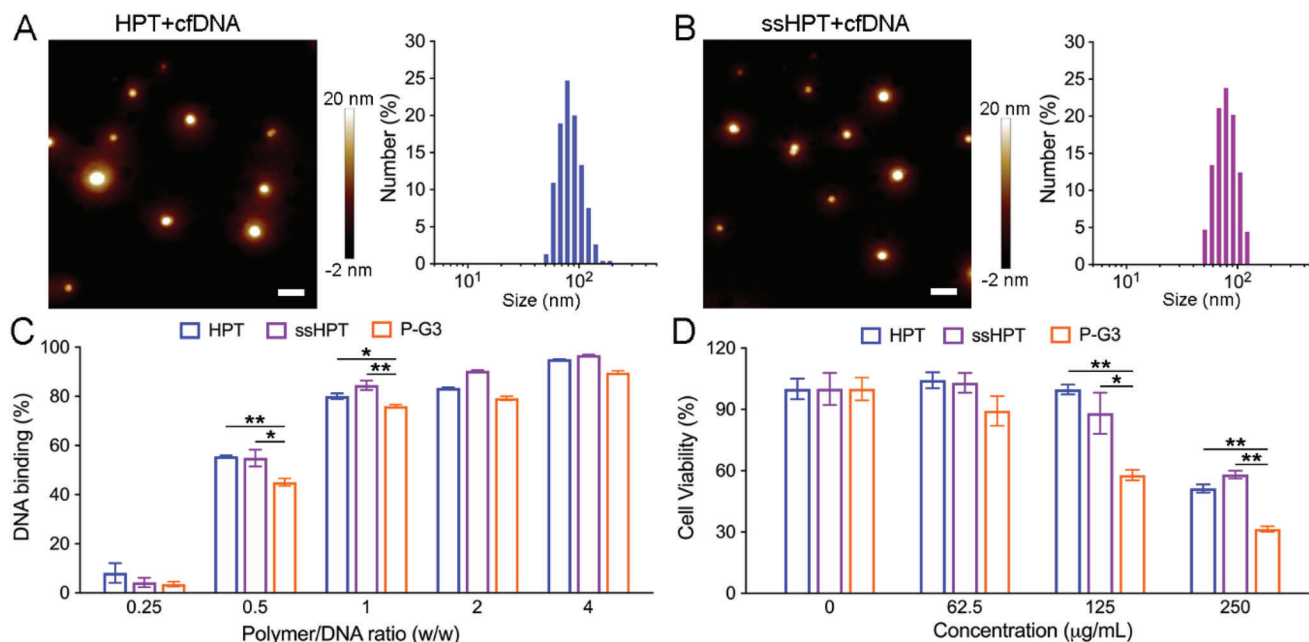 A
HPT+cfDNA
20 nm
-2 nm
Number (%)
30
25
20
15
10
5
0
10¹
10²
Size (nm)
B
ssHPT+cfDNA
20 nm
-2 nm
Number (%)
30
25
20
15
10
5
0
10¹
10²
Size (nm)
C
HPT ssHPT P-G3
DNA binding (%)
100
80
60
40
20
0
** * * **
0.25 0.5 1 2 4
Polymer/DNA ratio (w/w)
D
HPT ssHPT P-G3
Cell Viability (%)
120
90
60
30
0
** * ** **
0 62.5 125 250
Concentration (μg/mL)